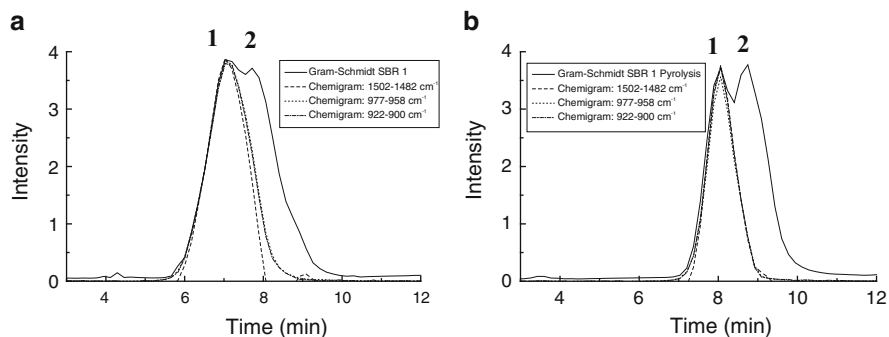 a
1 2
4
3
2
1
0
Intensity
4 6 8 10 12
Time (min)
Gram-Schmidt SBR 1
Chemigram: 1502-1482 cm⁻¹
Chemigram: 977-958 cm⁻¹
Chemigram: 922-900 cm⁻¹
b
1 2
4
3
2
1
0
Intensity
4 6 8 10 12
Time (min)
Gram-Schmidt SBR 1 Pyrolysis
Chemigram: 1502-1482 cm⁻¹
Chemigram: 977-958 cm⁻¹
Chemigram: 922-900 cm⁻¹